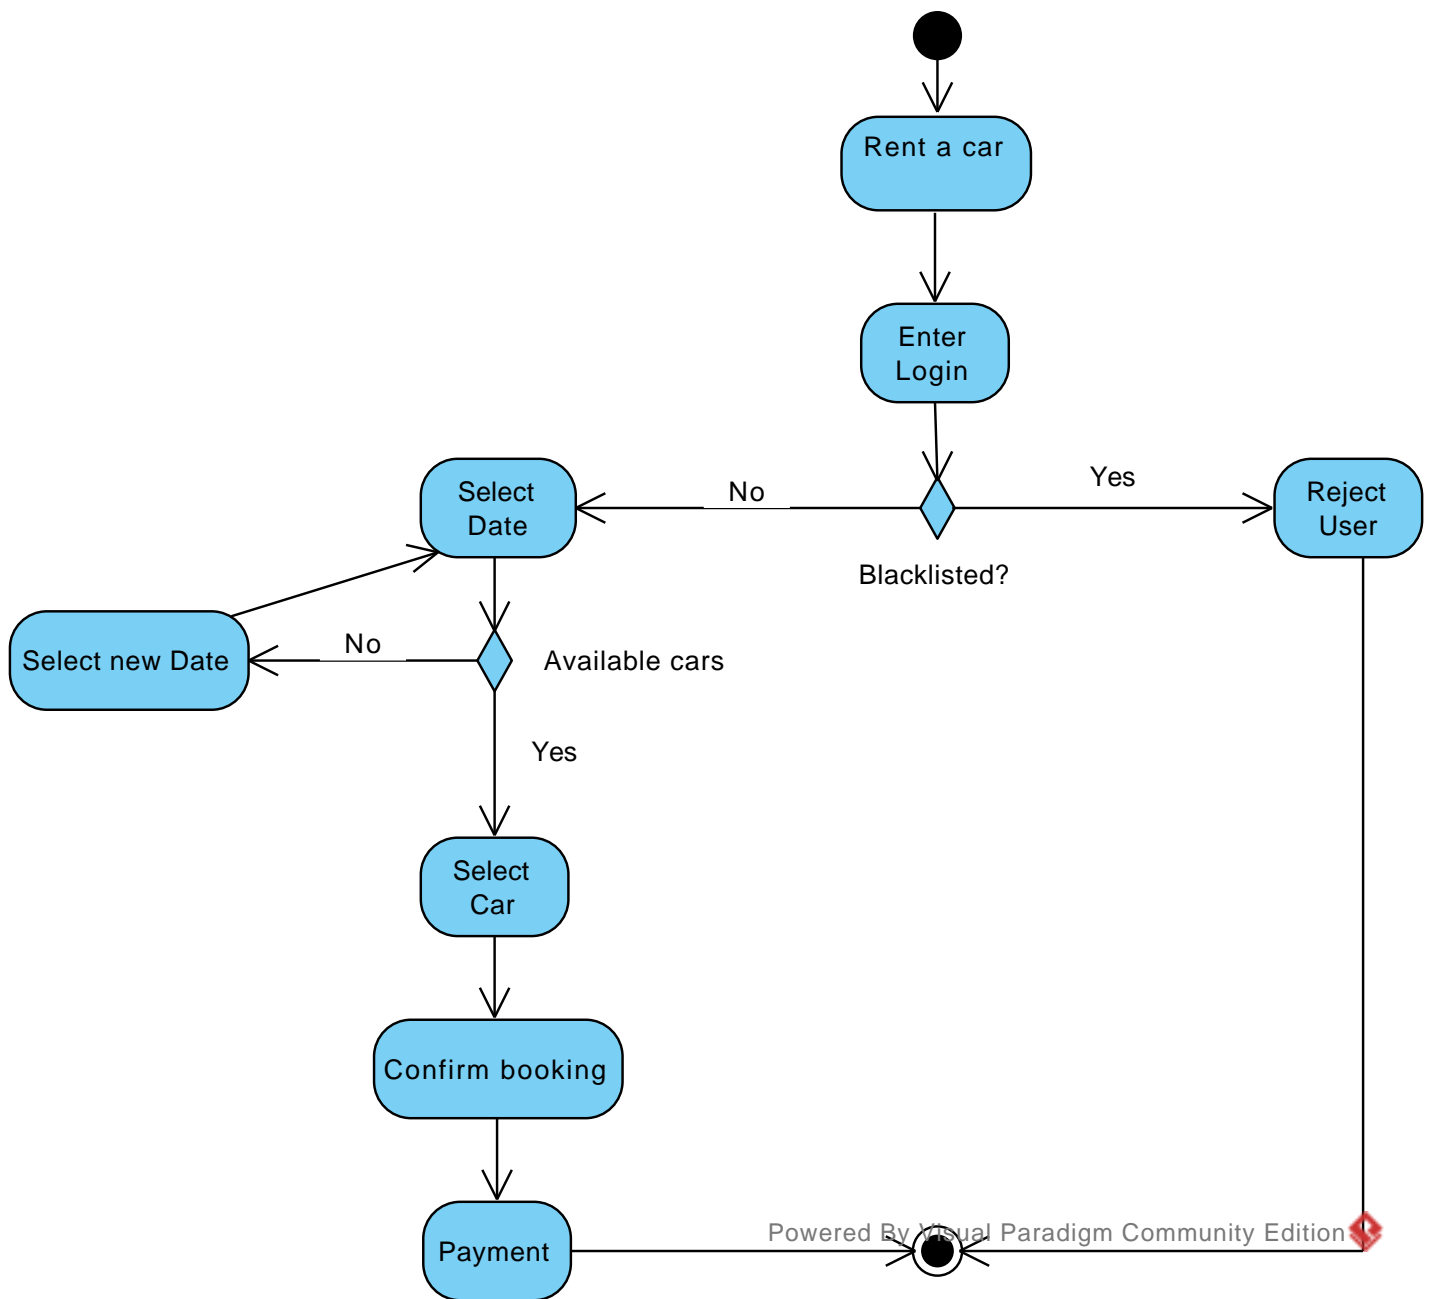 Rent a car
Enter
Login
Select
Date
No
Yes
Reject
User
Blacklisted?
Select new Date
No
Available cars
Yes
Select
Car
Confirm booking
Payment
Powered By Visual Paradigm Community Edition